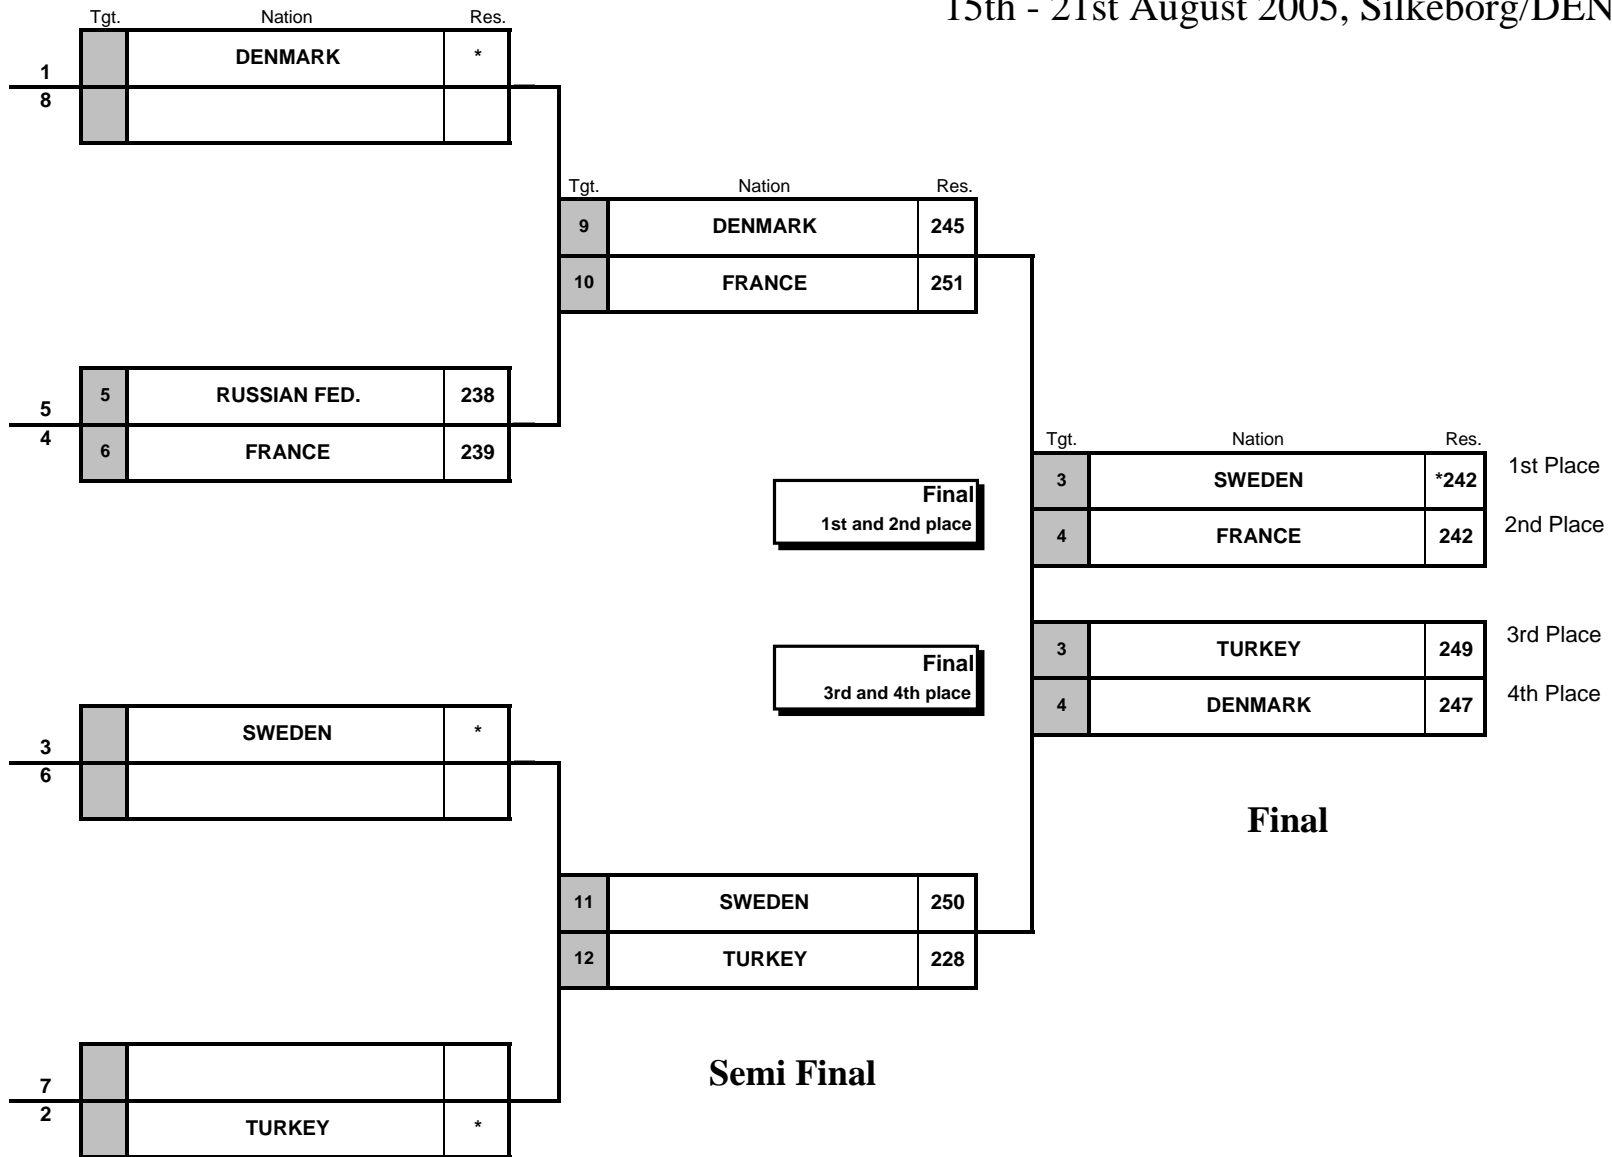 15th - 21st August 2005, Silkeborg/DEN
Tgt. Nation Res.
1 DENMARK *
8
Tgt. Nation Res.
9 DENMARK 245
10 FRANCE 251
5 5 RUSSIAN FED. 238
4 6 FRANCE 239
Tgt. Nation Res.
Final
1st and 2nd place
3 SWEDEN *242 1st Place
4 FRANCE 242 2nd Place
Final
3rd and 4th place
3 TURKEY 249 3rd Place
4 DENMARK 247 4th Place
3 SWEDEN *
6
Final
11 SWEDEN 250
12 TURKEY 228
Semi Final
7
2 TURKEY *